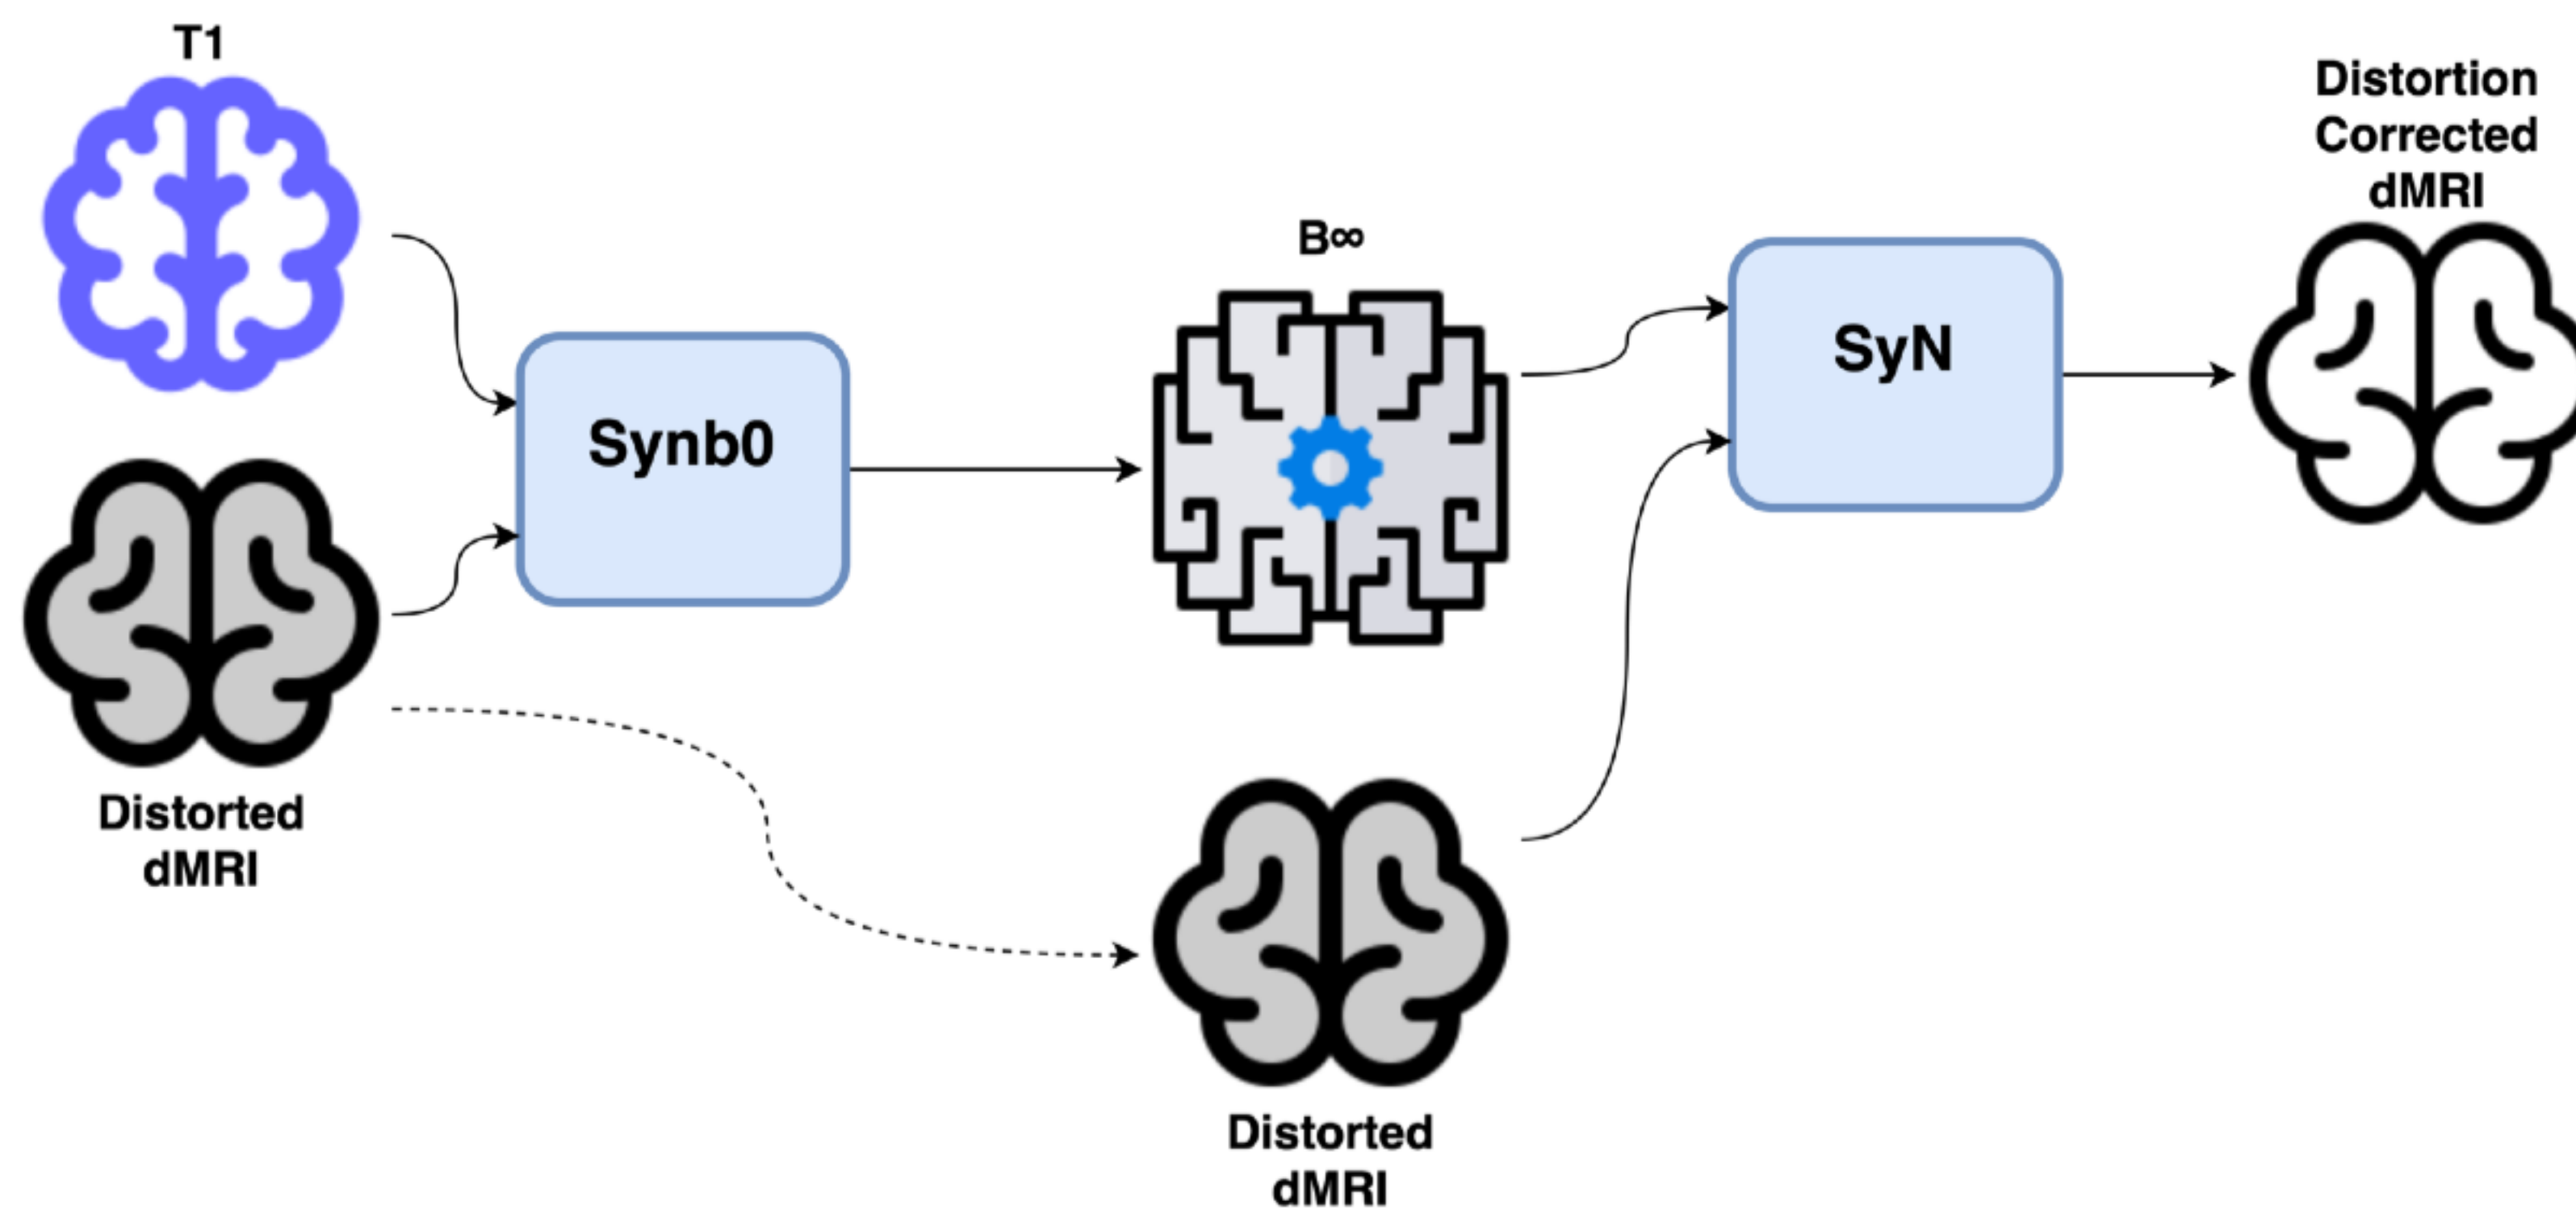 T1
Distorted
dMRI
Synb0
B∞
Distorted
dMRI
SyN
Distortion
Corrected
dMRI